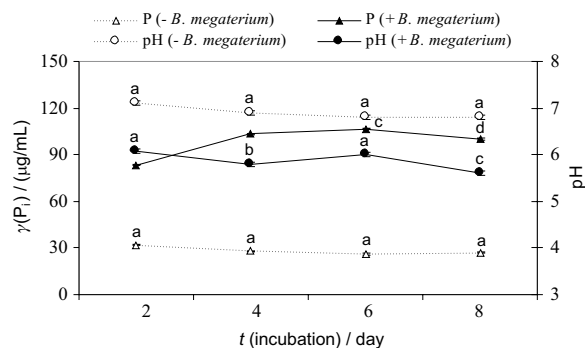 P (- B. megaterium) P (+ B. megaterium)
pH (- B. megaterium) pH (+ B. megaterium)
150
120
90
60
30
0
γ(Pi) / (μg/mL)
a a a a
a c d
a b a c
a a a a
8
7
6
5
4
3
pH
2 4 6 8
t (incubation) / day